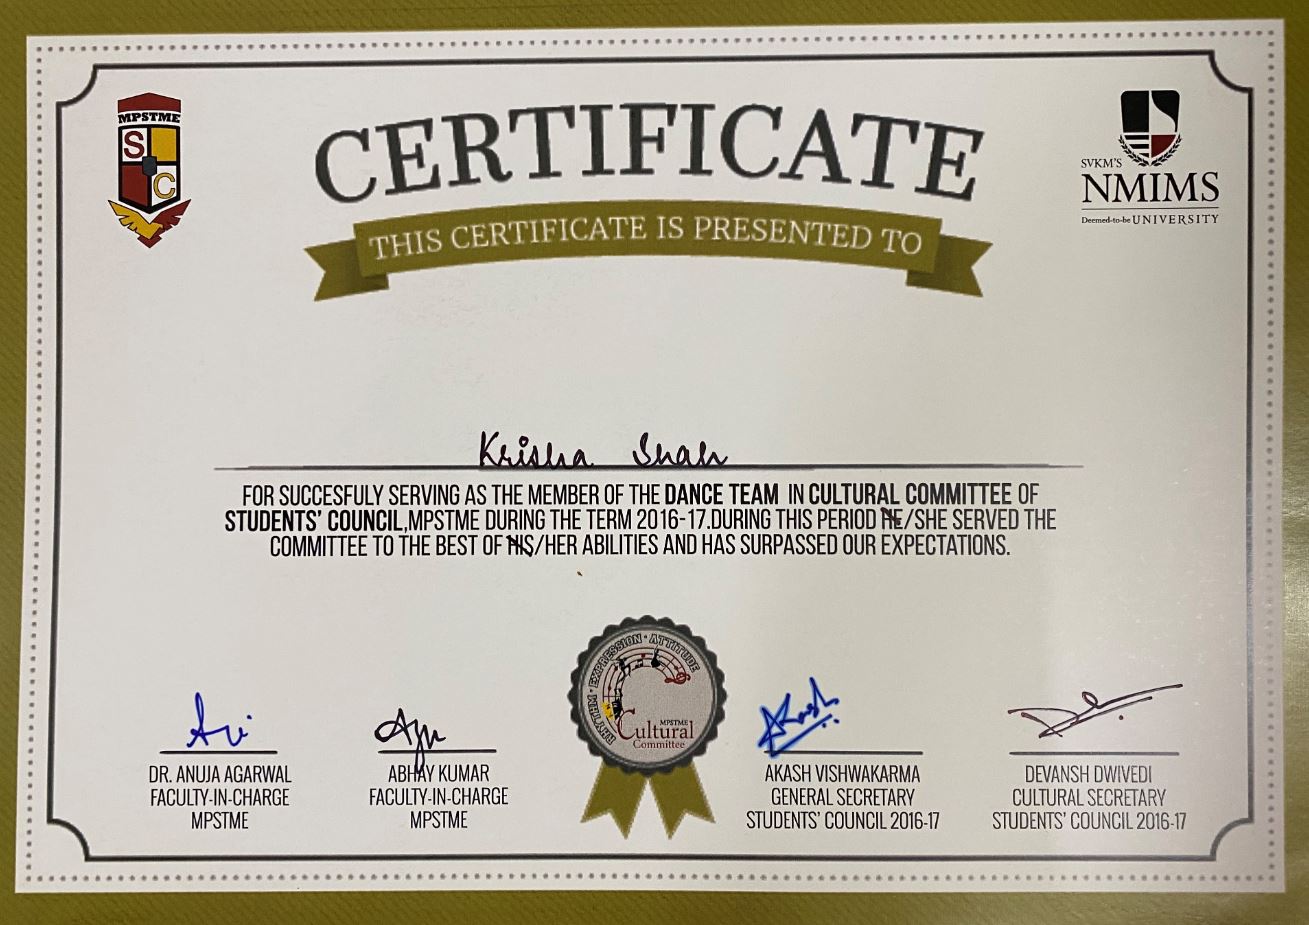 MPSTME
S
C
CERTIFICATE
THIS CERTIFICATE IS PRESENTED TO
SVKM'S
NMIMS
Deemed-to-be UNIVERSITY
Krisha Shah
FOR SUCCESFULY SERVING AS THE MEMBER OF THE DANCE TEAM IN CULTURAL COMMITTEE OF
STUDENTS' COUNCIL,MPSTME DURING THE TERM 2016-17.DURING THIS PERIOD HE/SHE SERVED THE
COMMITTEE TO THE BEST OF HIS/HER ABILITIES AND HAS SURPASSED OUR EXPECTATIONS.
RHYTHM · EXPRESSION · ATTITUDE
MPSTME
Cultural
Committee
DR. ANUJA AGARWAL
FACULTY-IN-CHARGE
MPSTME
ABHAY KUMAR
FACULTY-IN-CHARGE
MPSTME
Akash
AKASH VISHWAKARMA
GENERAL SECRETARY
STUDENTS' COUNCIL 2016-17
DEVANSH DWIVEDI
CULTURAL SECRETARY
STUDENTS' COUNCIL 2016-17